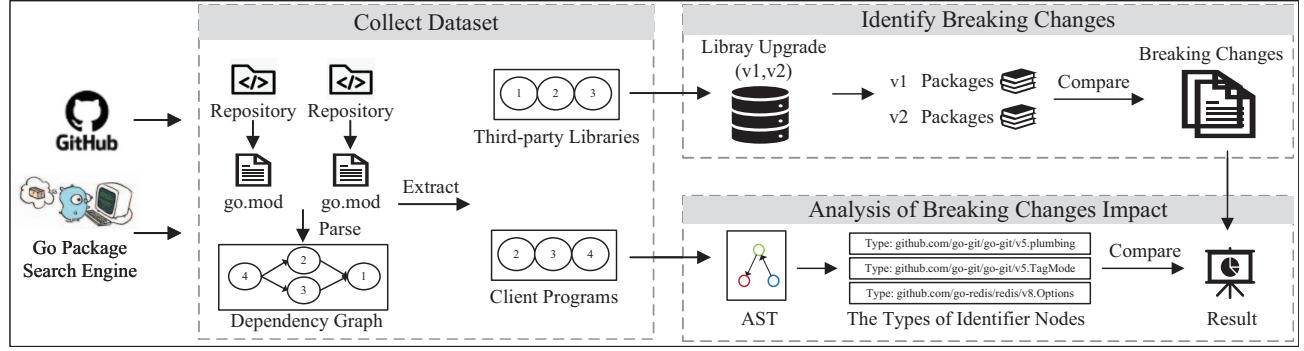 GitHub
Go Package
Search Engine
Collect Dataset
Repository
Repository
go.mod
go.mod
Parse
4
2
3
1
Dependency Graph
Extract
1
2
3
Third-party Libraries
2
3
4
Client Programs
Identify Breaking Changes
Libray Upgrade
(v1,v2)
v1 Packages
v2 Packages
Compare
Breaking Changes
Analysis of Breaking Changes Impact
AST
Type: github.com/go-git/go-git/v5.plumbing
Type: github.com/go-git/go-git/v5.TagMode
Type: github.com/go-redis/redis/v8.Options
The Types of Identifier Nodes
Compare
Result